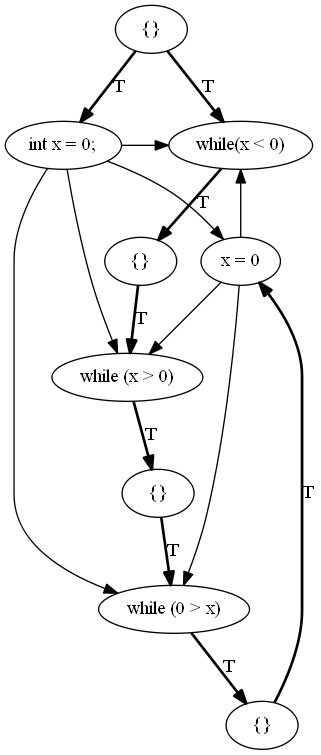 {}
T
T
int x = 0;
while(x < 0)
T
{}
x = 0
T
while (x > 0)
T
{}
T
T
while (0 > x)
T
{}